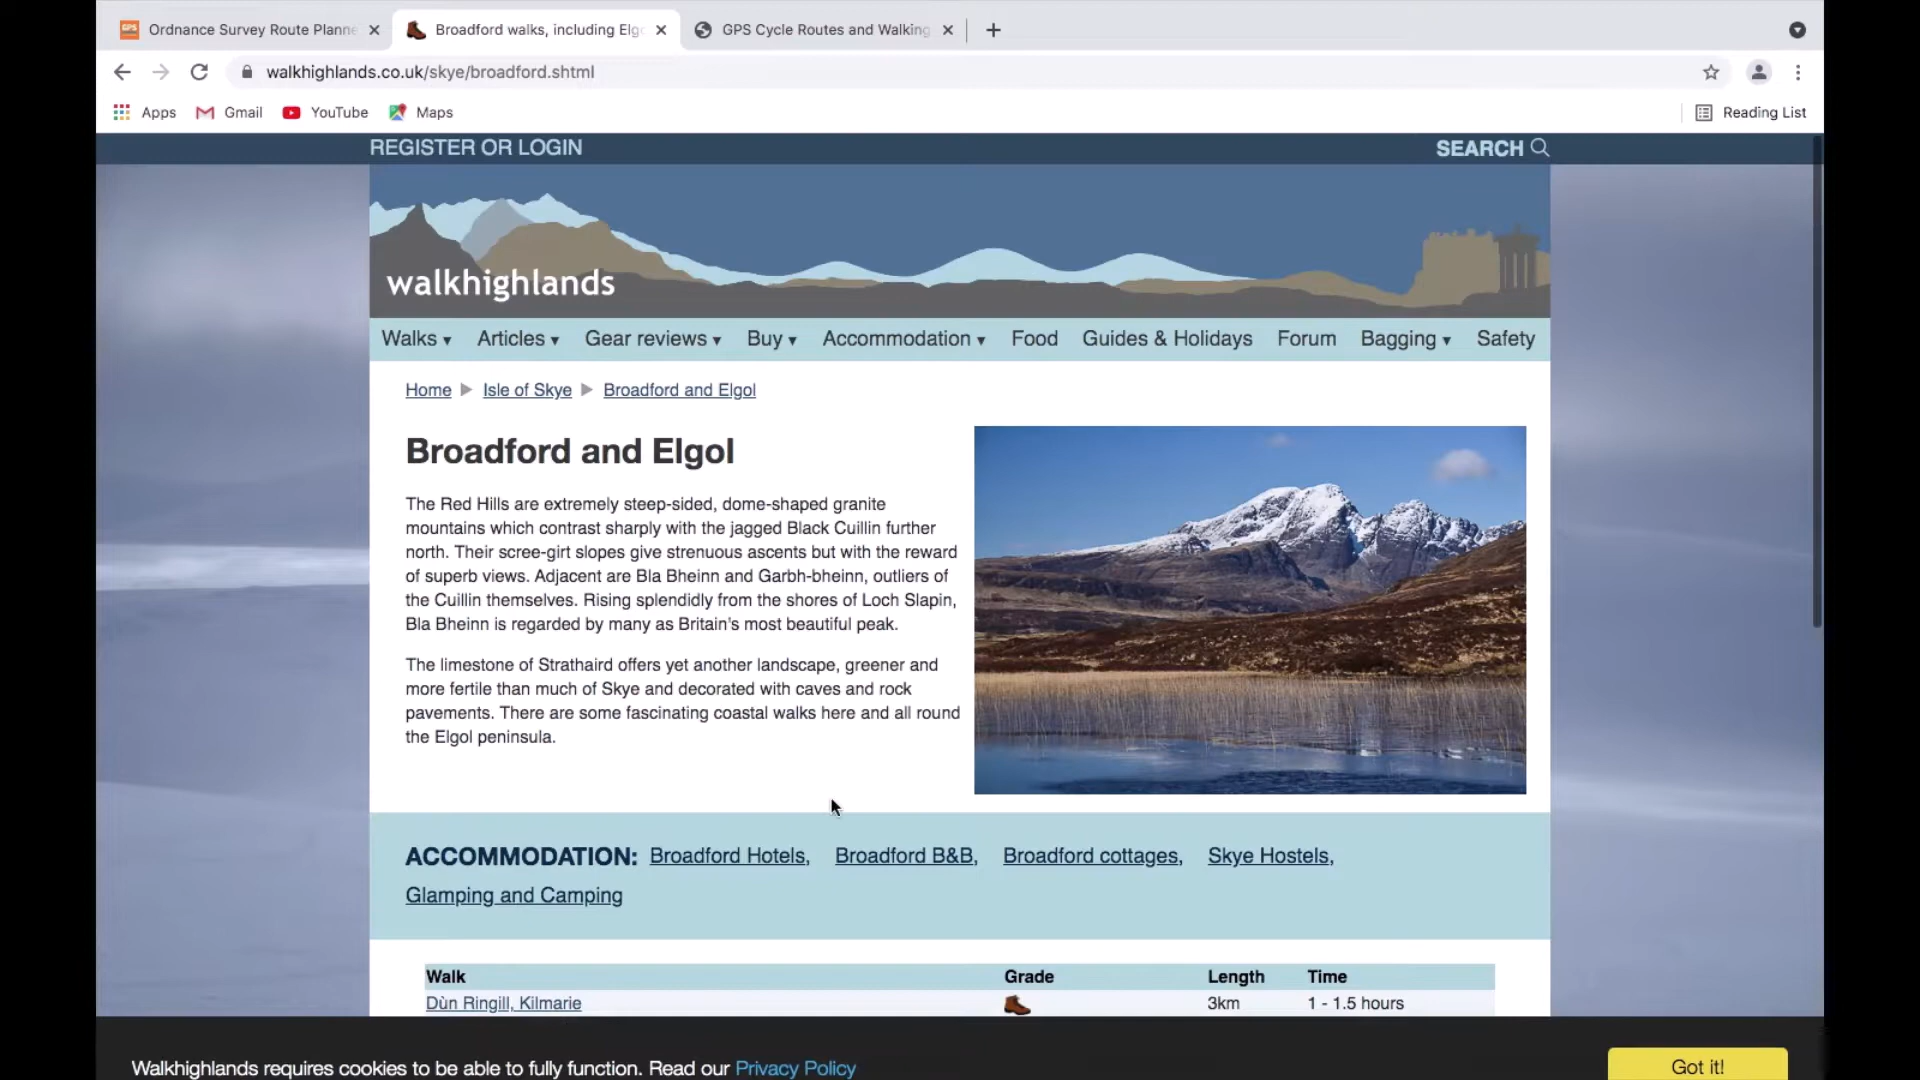 Ordnance Survey Route Planne
Broadford walks, including Elgo
GPS Cycle Routes and Walking
walkhighlands.co.uk/skye/broadford.shtml
Apps Gmail YouTube Maps Reading List
REGISTER OR LOGIN SEARCH
walkhighlands
Walks Articles Gear reviews Buy Accommodation Food Guides & Holidays Forum Bagging Safety
Home Isle of Skye Broadford and Elgol
Broadford and Elgol
The Red Hills are extremely steep-sided, dome-shaped granite
mountains which contrast sharply with the jagged Black Cuillin further
north. Their scree-girt slopes give strenuous ascents but with the reward
of superb views. Adjacent are Bla Bheinn and Garbh-bheinn, outliers of
the Cuillin themselves. Rising splendidly from the shores of Loch Slapin,
Bla Bheinn is regarded by many as Britain's most beautiful peak.
The limestone of Strathaird offers yet another landscape, greener and
more fertile than much of Skye and decorated with caves and rock
pavements. There are some fascinating coastal walks here and all round
the Elgol peninsula.
ACCOMMODATION: Broadford Hotels, Broadford B&B, Broadford cottages, Skye Hostels,
Glamping and Camping
Walk Grade Length Time
Dùn Ringill, Kilmarie 3km 1 - 1.5 hours
Walkhighlands requires cookies to be able to fully function. Read our Privacy Policy
Got it!